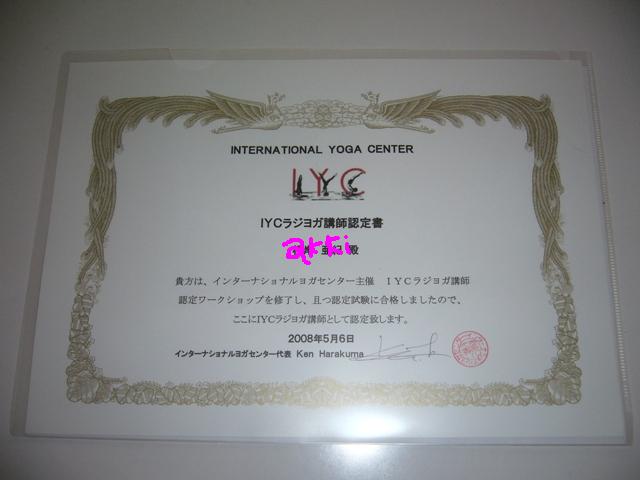 INTERNATIONAL YOGA CENTER
IYC
IYCラジヨガ講師認定書
akki 亜紀 殿
貴方は、インターナショナルヨガセンター主催 IYCラジヨガ講師
認定ワークショップを修了し、且つ認定試験に合格しましたので、
ここにIYCラジヨガ講師として認定致します。
2008年5月6日
インターナショナルヨガセンター代表 Ken Harakuma